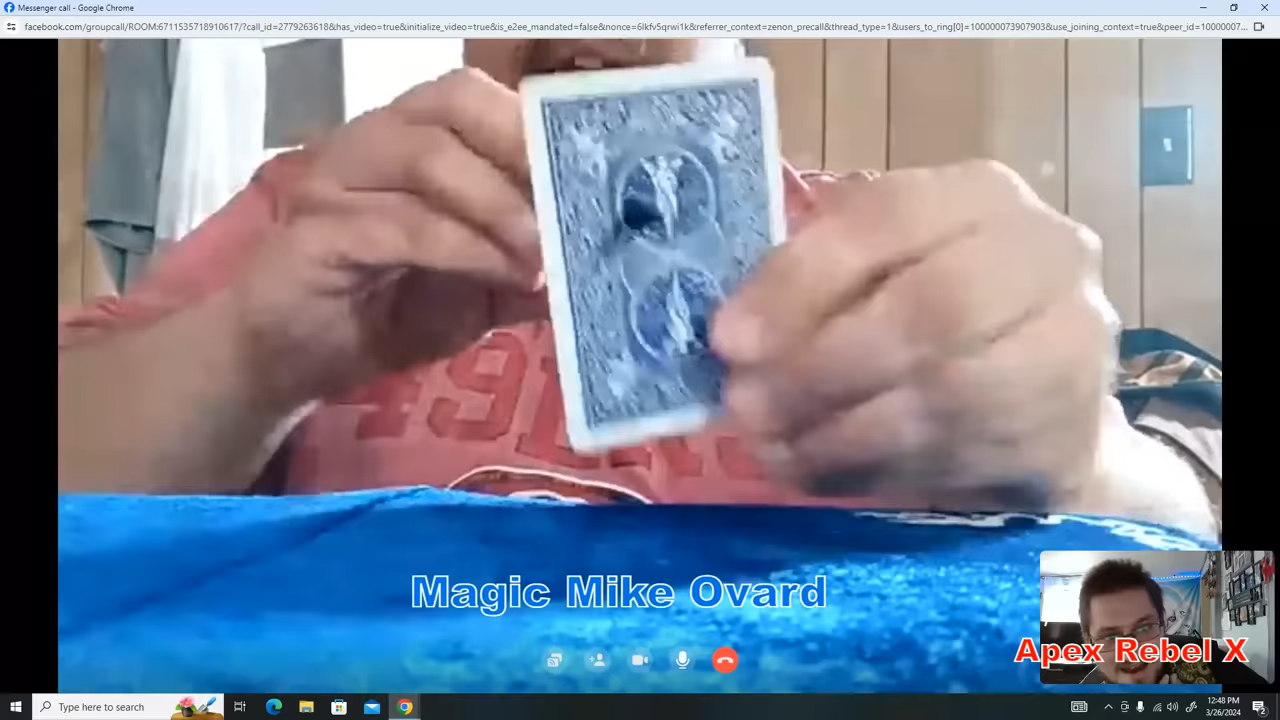 Messenger call - Google Chrome
facebook.com/groupcall/ROOM:6711535718910617/?call_id=2779263618&has_video=true&initialize_video=true&is_e2ee_mandated=false&nonce=6lkfv5qrwi1k&referrer_context=zenon_precall&thread_type=1&users_to_ring[0]=100000073907903&use_joining_context=true&peer_id=10000007...
49ERS
Magic Mike Ovard
Apex Rebel X
Type here to search
12:48 PM
3/26/2024
2